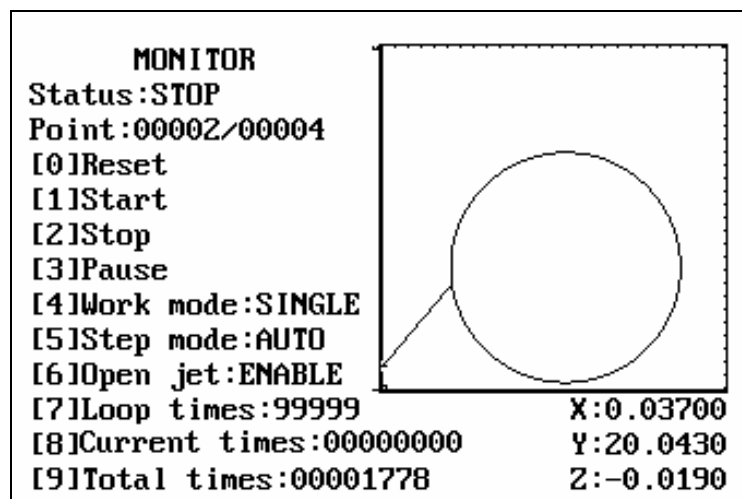 MONITOR
Status:STOP
Point:00002/00004
[0]Reset
[1]Start
[2]Stop
[3]Pause
[4]Work mode:SINGLE
[5]Step mode:AUTO
[6]Open jet:ENABLE
[7]Loop times:99999
X:0.03700
[8]Current times:00000000
Y:20.0430
[9]Total times:00001778
Z:-0.0190